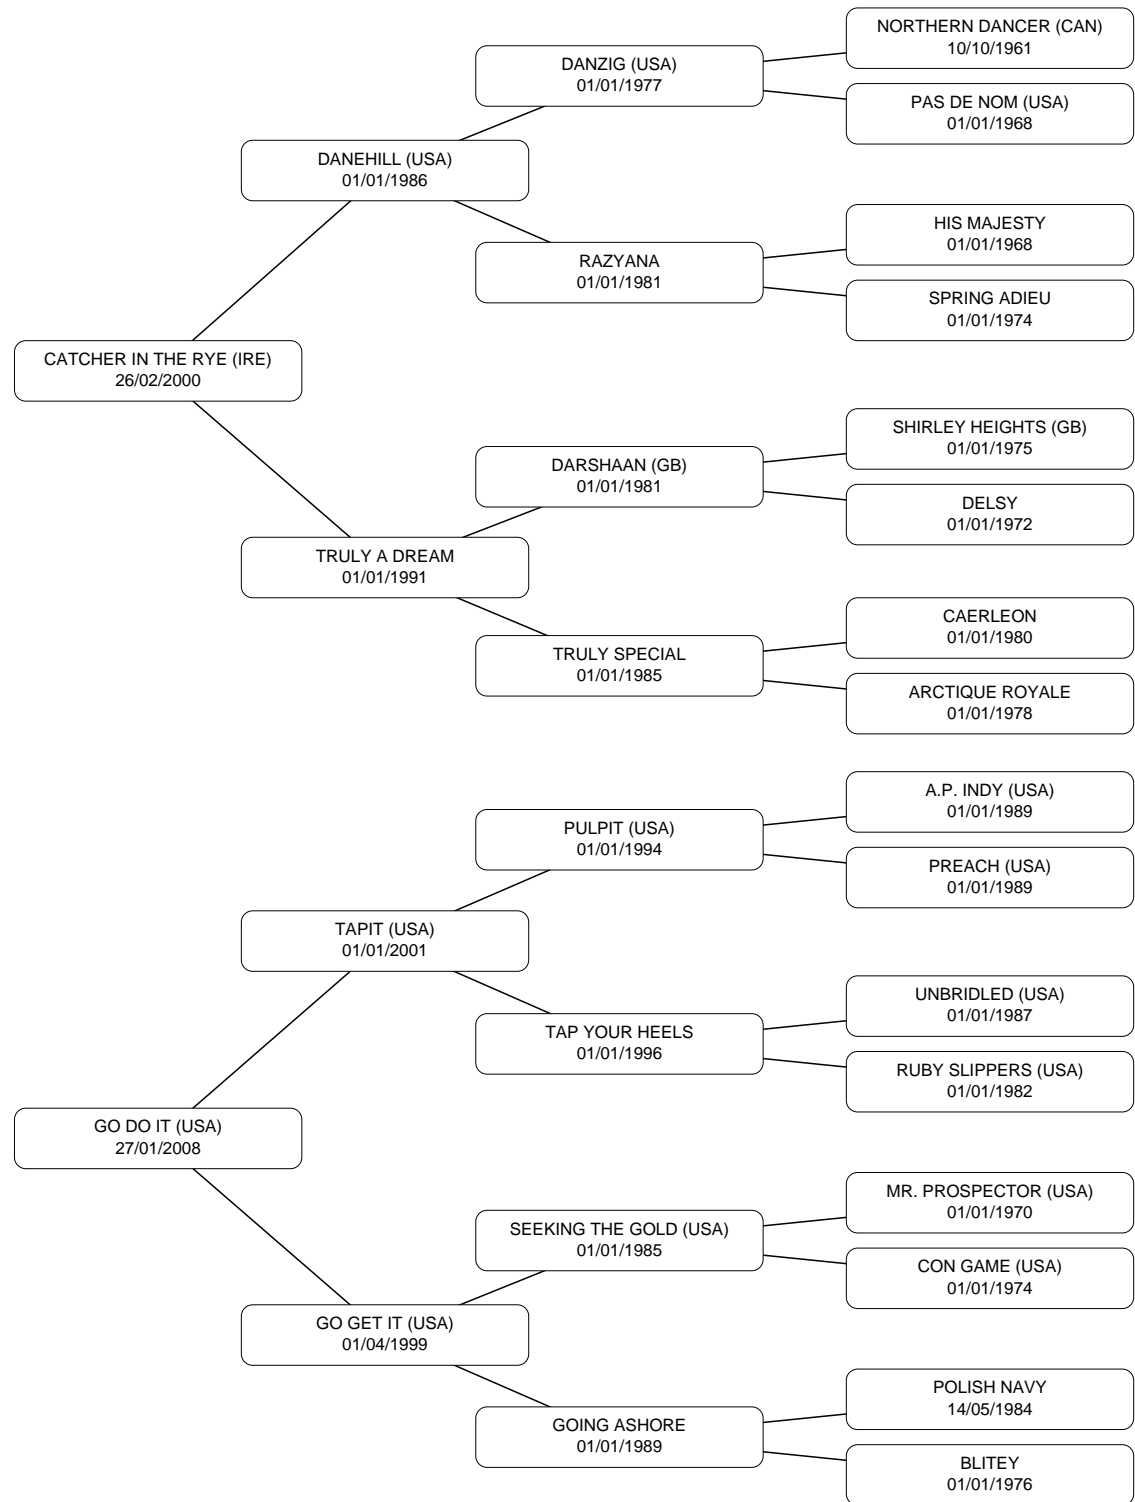 NORTHERN DANCER (CAN)
10/10/1961
DANZIG (USA)
01/01/1977
PAS DE NOM (USA)
01/01/1968
DANEHILL (USA)
01/01/1986
HIS MAJESTY
01/01/1968
RAZYANA
01/01/1981
SPRING ADIEU
01/01/1974
CATCHER IN THE RYE (IRE)
26/02/2000
SHIRLEY HEIGHTS (GB)
01/01/1975
DARSHAAN (GB)
01/01/1981
DELSY
01/01/1972
TRULY A DREAM
01/01/1991
CAERLEON
01/01/1980
TRULY SPECIAL
01/01/1985
ARCTIQUE ROYALE
01/01/1978
A.P. INDY (USA)
01/01/1989
PULPIT (USA)
01/01/1994
PREACH (USA)
01/01/1989
TAPIT (USA)
01/01/2001
UNBRIDLED (USA)
01/01/1987
TAP YOUR HEELS
01/01/1996
RUBY SLIPPERS (USA)
01/01/1982
GO DO IT (USA)
27/01/2008
MR. PROSPECTOR (USA)
01/01/1970
SEEKING THE GOLD (USA)
01/01/1985
CON GAME (USA)
01/01/1974
GO GET IT (USA)
01/04/1999
POLISH NAVY
14/05/1984
GOING ASHORE
01/01/1989
BLITEY
01/01/1976